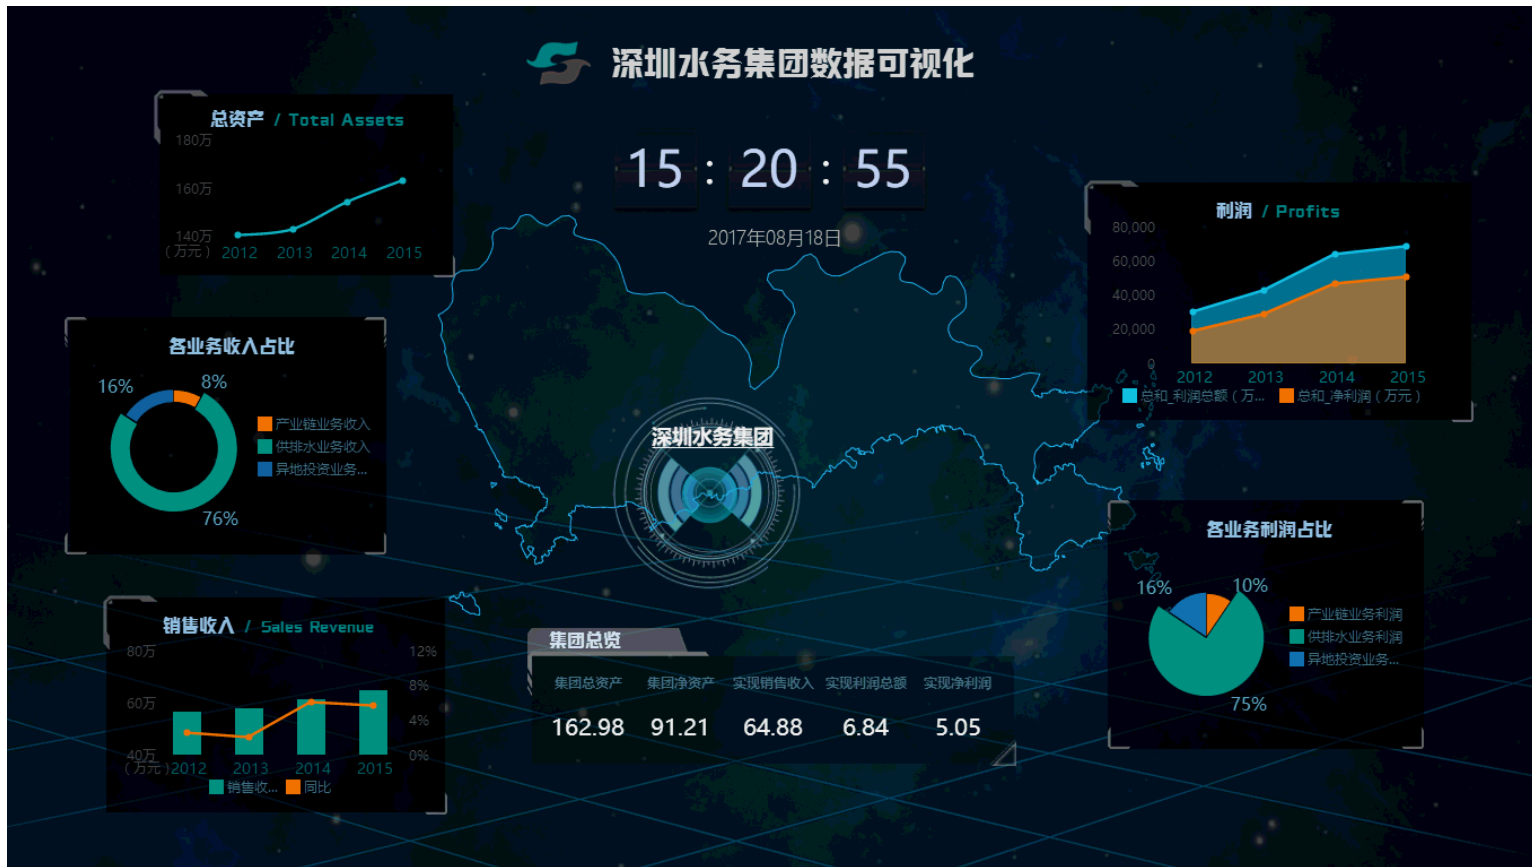 深圳水务集团数据可视化
15 : 20 : 55
2017年08月18日
总资产 / Total Assets
180万
160万
140万
(万元)
2012 2013 2014 2015
各业务收入占比
16%
8%
76%
产业链业务收入
供排水业务收入
异地投资业务...
销售收入 / Sales Revenue
80万
60万
40万
(万元)
12%
8%
4%
0%
2012 2013 2014 2015
销售收... 同比
深圳水务集团
集团总览
集团总资产 集团净资产 实现销售收入 实现利润总额 实现净利润
162.98 91.21 64.88 6.84 5.05
利润 / Profits
80,000
60,000
40,000
20,000
0
2012 2013 2014 2015
总和_利润总额(万... 总和_净利润(万元)
各业务利润占比
16%
10%
75%
产业链业务利润
供排水业务利润
异地投资业务...